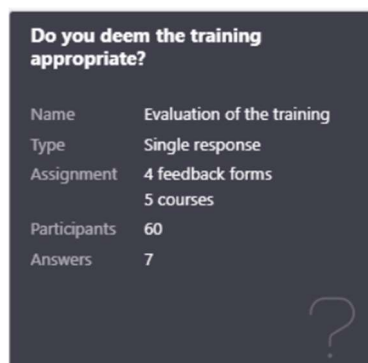 Do you deem the training
appropriate?
Name Evaluation of the training
Type Single response
Assignment 4 feedback forms
5 courses
Participants 60
Answers 7
?